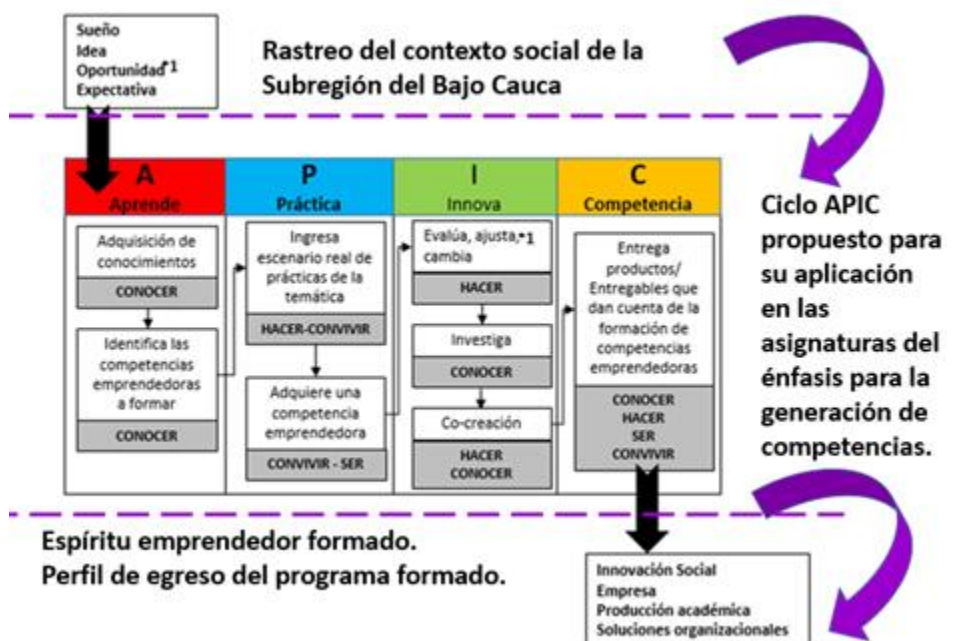 Sueño
Idea
Oportunidad*1
Expectativa
Rastreo del contexto social de la
Subregión del Bajo Cauca
A
Aprende
P
Práctica
I
Innova
C
Competencia
Adquisición de
conocimientos
CONOCER
Identifica las
competencias
emprendedoras
a formar
CONOCER
Ingresa
escenario real de
prácticas de la
temática
HACER-CONVIVIR
Adquiere una
competencia
emprendedora
CONVIVIR - SER
Evalúa, ajusta,*1
cambia
HACER
Investiga
CONOCER
Co-creación
HACER
CONOCER
Entrega
productos/
Entregables que
dan cuenta de la
formación de
competencias
emprendedoras
CONOCER
HACER
SER
CONVIVIR
Ciclo APIC
propuesto para
su aplicación
en las
asignaturas del
énfasis para la
generación de
competencias.
Espíritu emprendedor formado.
Perfil de egreso del programa formado.
Innovación Social
Empresa
Producción académica
Soluciones organizacionales